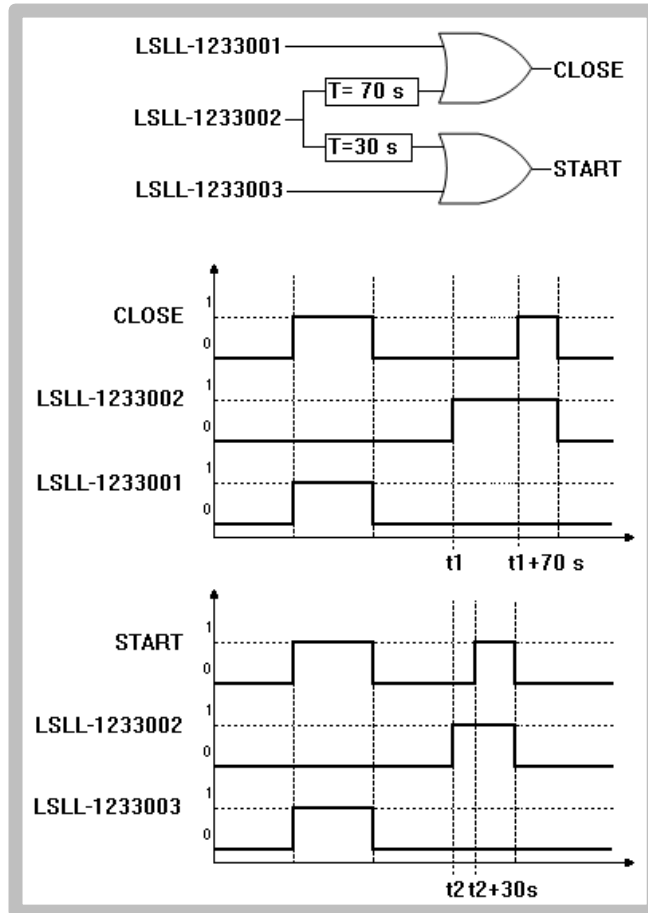 LSLL-1233001
CLOSE
T= 70 s
LSLL-1233002
T=30 s
START
LSLL-1233003
1
CLOSE
0
1
LSLL-1233002
0
1
LSLL-1233001
0
t1 t1+70 s
1
START
0
1
LSLL-1233002
0
1
LSLL-1233003
0
t2 t2+30s